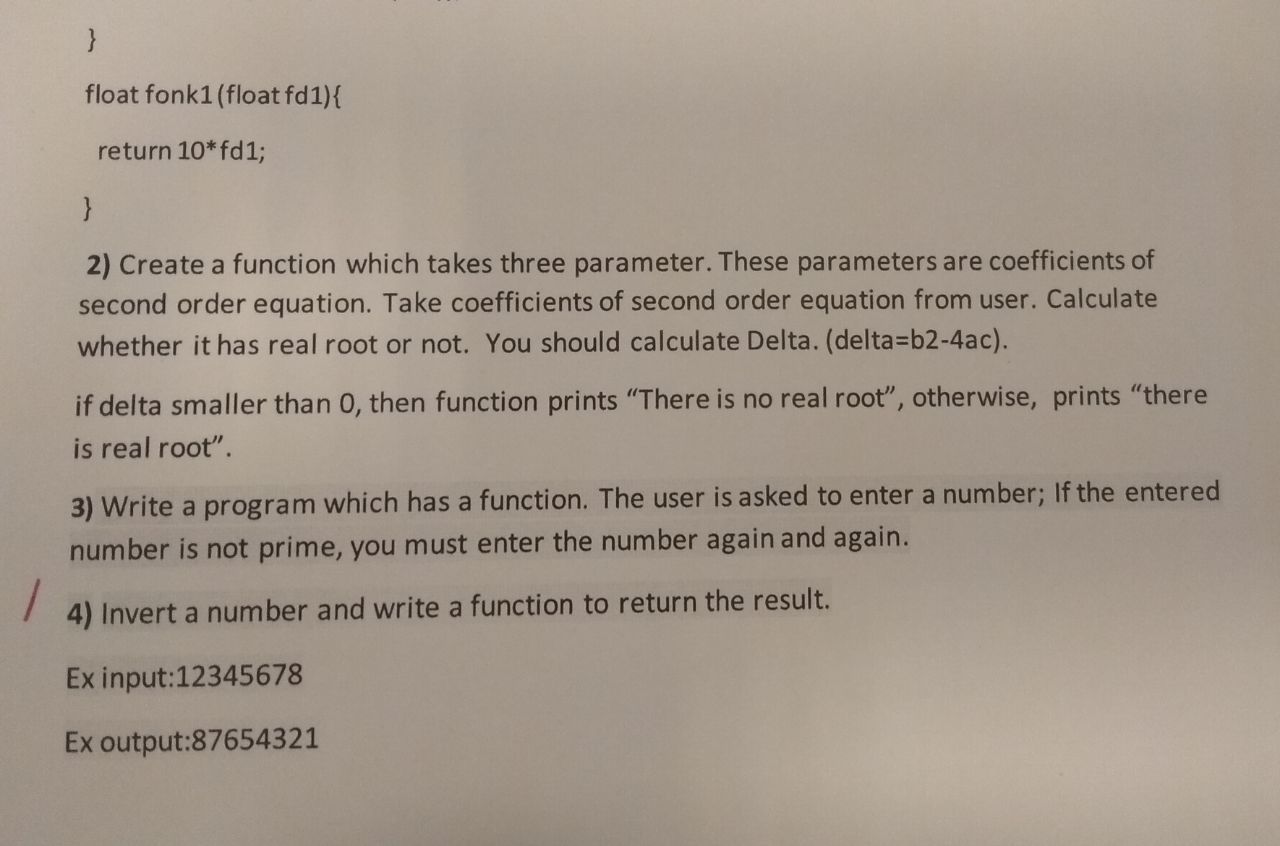 }
float fonk1(float fd1){
return 10*fd1;
}
2) Create a function which takes three parameter. These parameters are coefficients of
second order equation. Take coefficients of second order equation from user. Calculate
whether it has real root or not. You should calculate Delta. (delta=b2-4ac).
if delta smaller than 0, then function prints “There is no real root”, otherwise, prints “there
is real root”.
3) Write a program which has a function. The user is asked to enter a number; If the entered
number is not prime, you must enter the number again and again.
4) Invert a number and write a function to return the result.
Ex input:12345678
Ex output:87654321